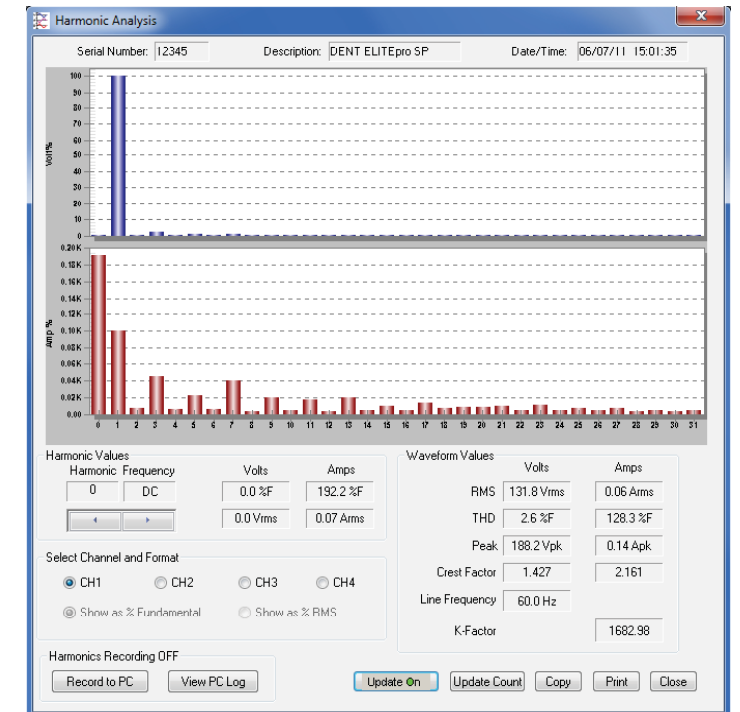 Harmonic Analysis
Serial Number: 12345 Description: DENT ELITEpro SP Date/Time: 06/07/11 15:01:35
100
90
80
70
60
50
40
30
20
10
0
Volt%
0.20K
0.18K
0.16K
0.14K
0.12K
0.10K
0.08K
0.06K
0.04K
0.02K
0.00
Amp %
0 1 2 3 4 5 6 7 8 9 10 11 12 13 14 15 16 17 18 19 20 21 22 23 24 25 26 27 28 29 30 31
Harmonic Values
Harmonic Frequency Volts Amps
0 DC 0.0 %F 192.2 %F
0.0 Vrms 0.07 Arms
Select Channel and Format
CH1 CH2 CH3 CH4
Show as % Fundamental Show as % RMS
Waveform Values
Volts Amps
RMS 131.8 Vrms 0.06 Arms
THD 2.6 %F 128.3 %F
Peak 188.2 Vpk 0.14 Apk
Crest Factor 1.427 2.161
Line Frequency 60.0 Hz
K-Factor 1682.98
Harmonics Recording OFF
Record to PC View PC Log Update On Update Count Copy Print Close